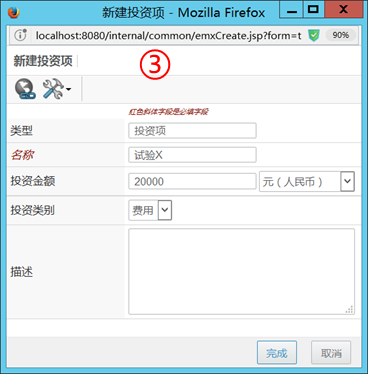 新建投资项 - Mozilla Firefox
localhost:8080/internal/common/emxCreate.jsp?form=t 90%
新建投资项
③
红色斜体字段是必填字段
类型 投资项
名称 试验X
投资金额 20000 元（人民币）
投资类别 费用
描述
完成 取消